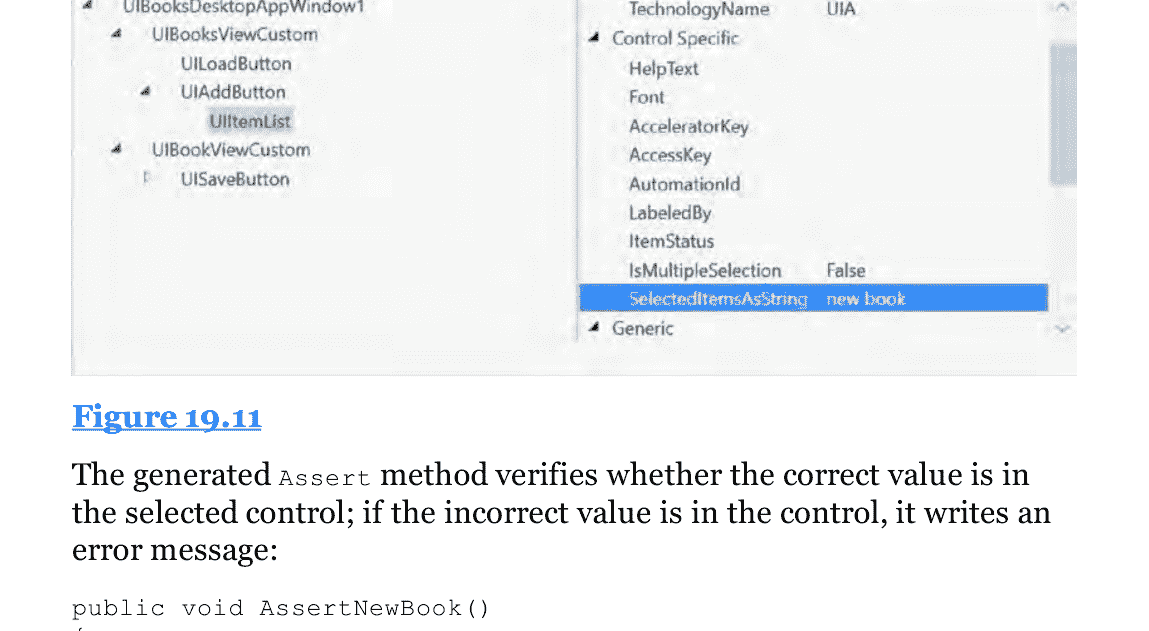 UIBooksDesktopAppWindow1
UIBooksViewCustom
UILoadButton
UIAddButton
UIItemList
UIBookViewCustom
UISaveButton
TechnologyName UIA
Control Specific
HelpText
Font
AcceleratorKey
AccessKey
AutomationId
LabeledBy
ItemStatus
IsMultipleSelection False
SelectedItemsAsString new book
Generic
Figure 19.11
The generated Assert method verifies whether the correct value is in
the selected control; if the incorrect value is in the control, it writes an
error message:
public void AssertNewBook()